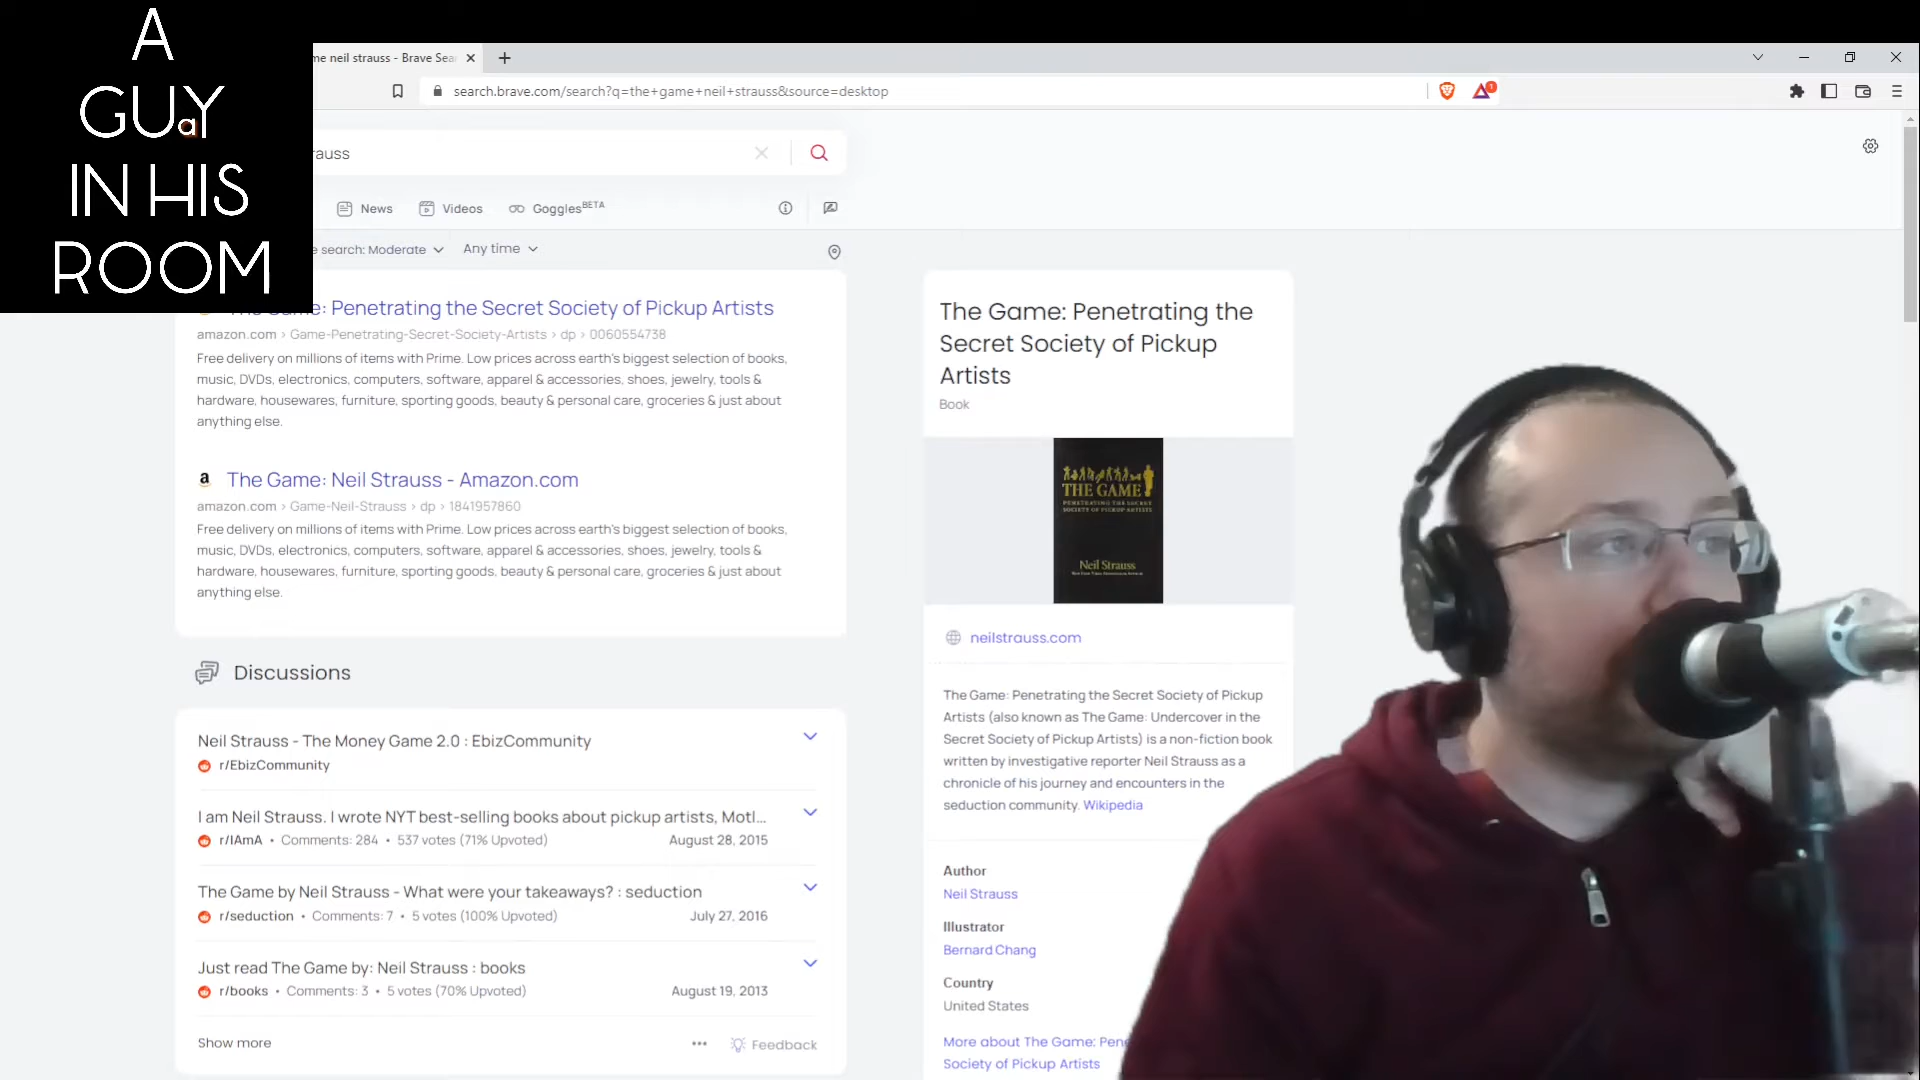 A
GUY
a
IN HIS
ROOM
me neil strauss - Brave Sea
search.brave.com/search?q=the+game+neil+strauss&source=desktop
1
rauss
News
Videos
Goggles BETA
e search: Moderate
Any time
e: Penetrating the Secret Society of Pickup Artists
amazon.com › Game-Penetrating-Secret-Society-Artists › dp › 0060554738
Free delivery on millions of items with Prime. Low prices across earth's biggest selection of books,
music, DVDs, electronics, computers, software, apparel & accessories, shoes, jewelry, tools &
hardware, housewares, furniture, sporting goods, beauty & personal care, groceries & just about
anything else.
a The Game: Neil Strauss - Amazon.com
amazon.com › Game-Neil-Strauss › dp › 1841957860
Free delivery on millions of items with Prime. Low prices across earth's biggest selection of books,
music, DVDs, electronics, computers, software, apparel & accessories, shoes, jewelry, tools &
hardware, housewares, furniture, sporting goods, beauty & personal care, groceries & just about
anything else.
Discussions
Neil Strauss - The Money Game 2.0 : EbizCommunity
r/EbizCommunity
I am Neil Strauss. I wrote NYT best-selling books about pickup artists, Motl...
r/IAmA • Comments: 284 • 537 votes (71% Upvoted) August 28, 2015
The Game by Neil Strauss - What were your takeaways? : seduction
r/seduction • Comments: 7 • 5 votes (100% Upvoted) July 27, 2016
Just read The Game by: Neil Strauss : books
r/books • Comments: 3 • 5 votes (70% Upvoted) August 19, 2013
Show more
Feedback
The Game: Penetrating the
Secret Society of Pickup
Artists
Book
THE GAME
PENETRATING THE SECRET
SOCIETY OF PICKUP ARTISTS
Neil Strauss
neilstrauss.com
The Game: Penetrating the Secret Society of Pickup
Artists (also known as The Game: Undercover in the
Secret Society of Pickup Artists) is a non-fiction book
written by investigative reporter Neil Strauss as a
chronicle of his journey and encounters in the
seduction community. Wikipedia
Author
Neil Strauss
Illustrator
Bernard Chang
Country
United States
More about The Game: Pen
Society of Pickup Artists